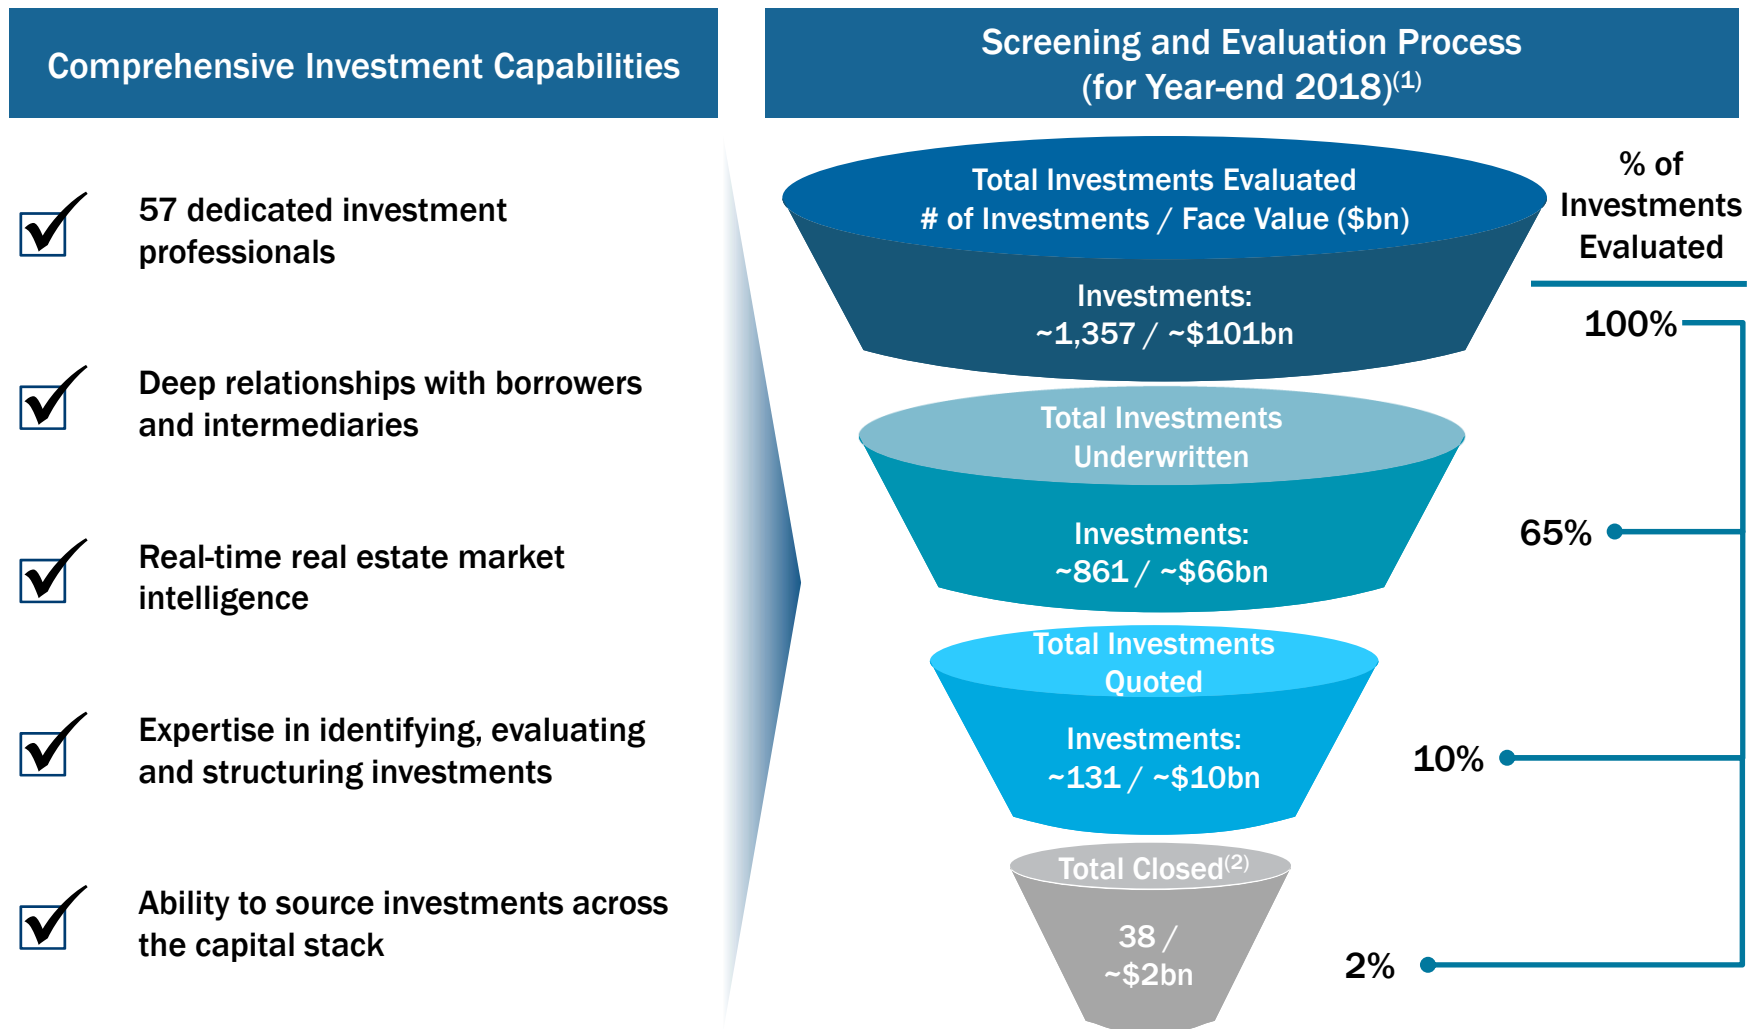 Comprehensive Investment Capabilities
57 dedicated investment
professionals
Deep relationships with borrowers
and intermediaries
Real-time real estate market
intelligence
Expertise in identifying, evaluating
and structuring investments
Ability to source investments across
the capital stack
Screening and Evaluation Process
(for Year-end 2018)(1)
Total Investments Evaluated
# of Investments / Face Value ($bn)
Investments:
~1,357 / ~$101bn
Total Investments
Underwritten
Investments:
~861 / ~$66bn
Total Investments
Quoted
Investments:
~131 / ~$10bn
Total Closed(2)
38 /
~$2bn
% of
Investments
Evaluated
100%
65%
10%
2%